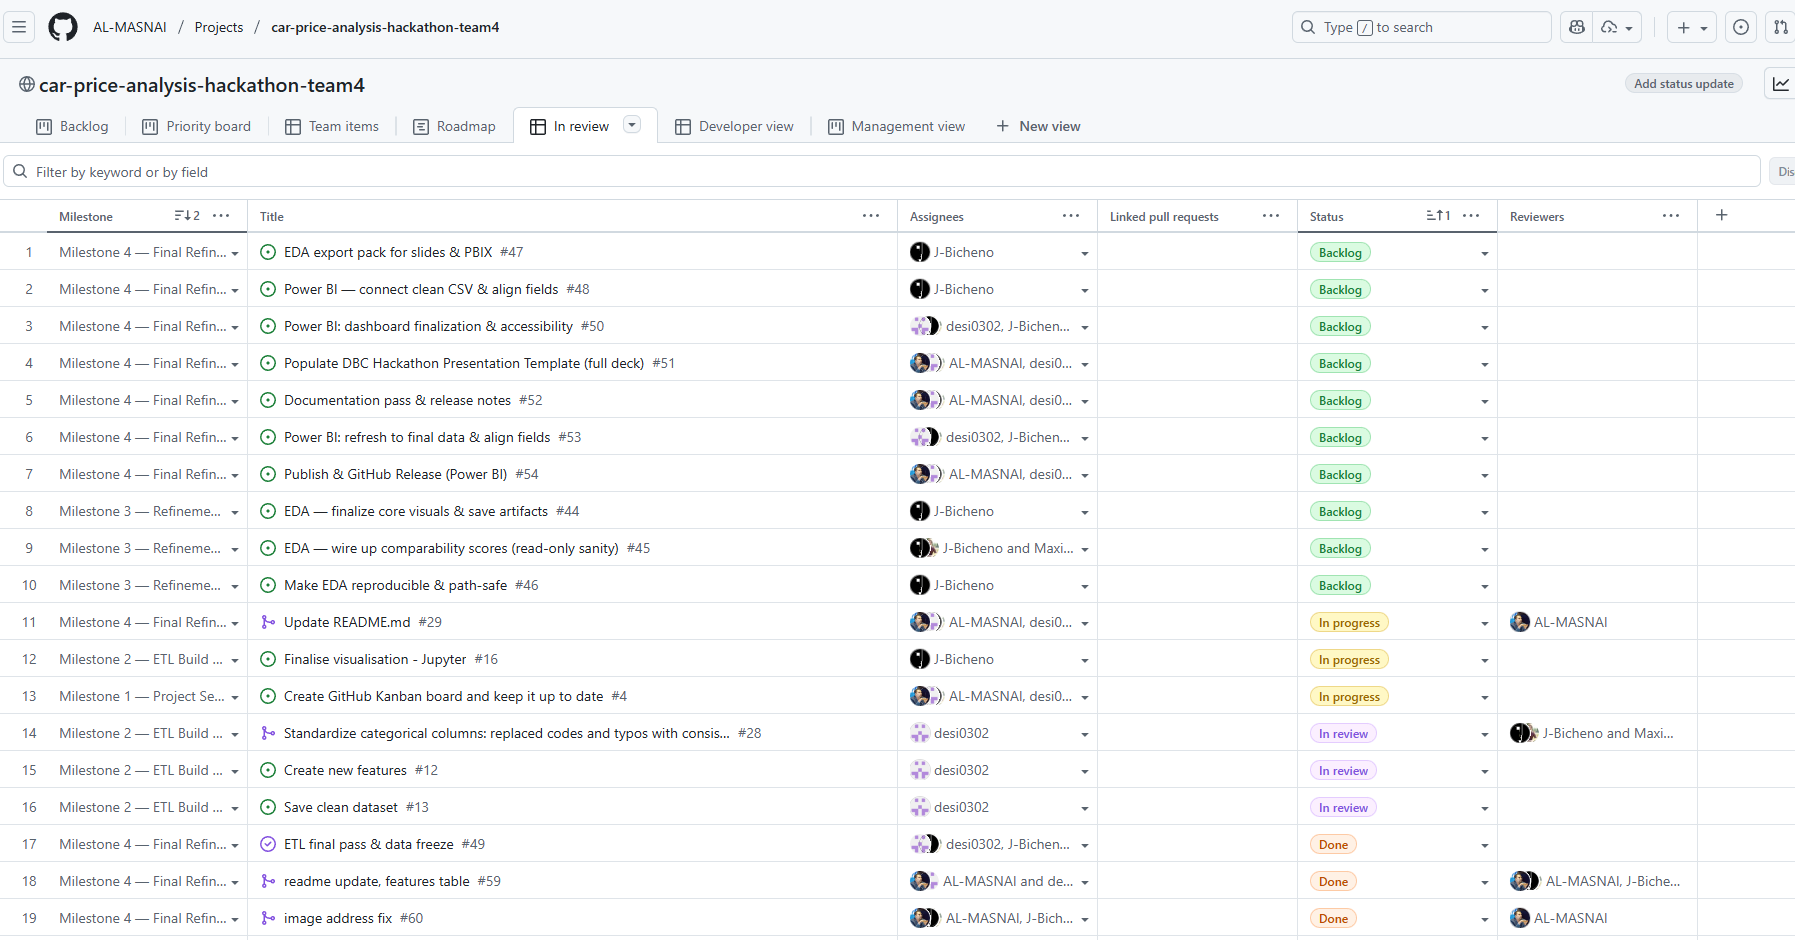 AL-MASNAI / Projects / car-price-analysis-hackathon-team4
Type / to search
car-price-analysis-hackathon-team4
Add status update
Backlog Priority board Team items Roadmap In review Developer view Management view New view
Filter by keyword or by field
Dis
Milestone 2 Title Assignees Linked pull requests Status 1 Reviewers
1 Milestone 4 — Final Refin... EDA export pack for slides & PBIX #47 J-Bicheno Backlog
2 Milestone 4 — Final Refin... Power BI — connect clean CSV & align fields #48 J-Bicheno Backlog
3 Milestone 4 — Final Refin... Power BI: dashboard finalization & accessibility #50 desi0302, J-Bichen... Backlog
4 Milestone 4 — Final Refin... Populate DBC Hackathon Presentation Template (full deck) #51 AL-MASNAI, desi0... Backlog
5 Milestone 4 — Final Refin... Documentation pass & release notes #52 AL-MASNAI, desi0... Backlog
6 Milestone 4 — Final Refin... Power BI: refresh to final data & align fields #53 desi0302, J-Bichen... Backlog
7 Milestone 4 — Final Refin... Publish & GitHub Release (Power BI) #54 AL-MASNAI, desi0... Backlog
8 Milestone 3 — Refineme... EDA — finalize core visuals & save artifacts #44 J-Bicheno Backlog
9 Milestone 3 — Refineme... EDA — wire up comparability scores (read-only sanity) #45 J-Bicheno and Maxi... Backlog
10 Milestone 3 — Refineme... Make EDA reproducible & path-safe #46 J-Bicheno Backlog
11 Milestone 4 — Final Refin... Update README.md #29 AL-MASNAI, desi0... In progress AL-MASNAI
12 Milestone 2 — ETL Build ... Finalise visualisation - Jupyter #16 J-Bicheno In progress
13 Milestone 1 — Project Se... Create GitHub Kanban board and keep it up to date #4 AL-MASNAI, desi0... In progress
14 Milestone 2 — ETL Build ... Standardize categorical columns: replaced codes and typos with consis... #28 desi0302 In review J-Bicheno and Maxi...
15 Milestone 2 — ETL Build ... Create new features #12 desi0302 In review
16 Milestone 2 — ETL Build ... Save clean dataset #13 desi0302 In review
17 Milestone 4 — Final Refin... ETL final pass & data freeze #49 desi0302, J-Bichen... Done
18 Milestone 4 — Final Refin... readme update, features table #59 AL-MASNAI and de... Done AL-MASNAI, J-Biche...
19 Milestone 4 — Final Refin... image address fix #60 AL-MASNAI, J-Bich... Done AL-MASNAI